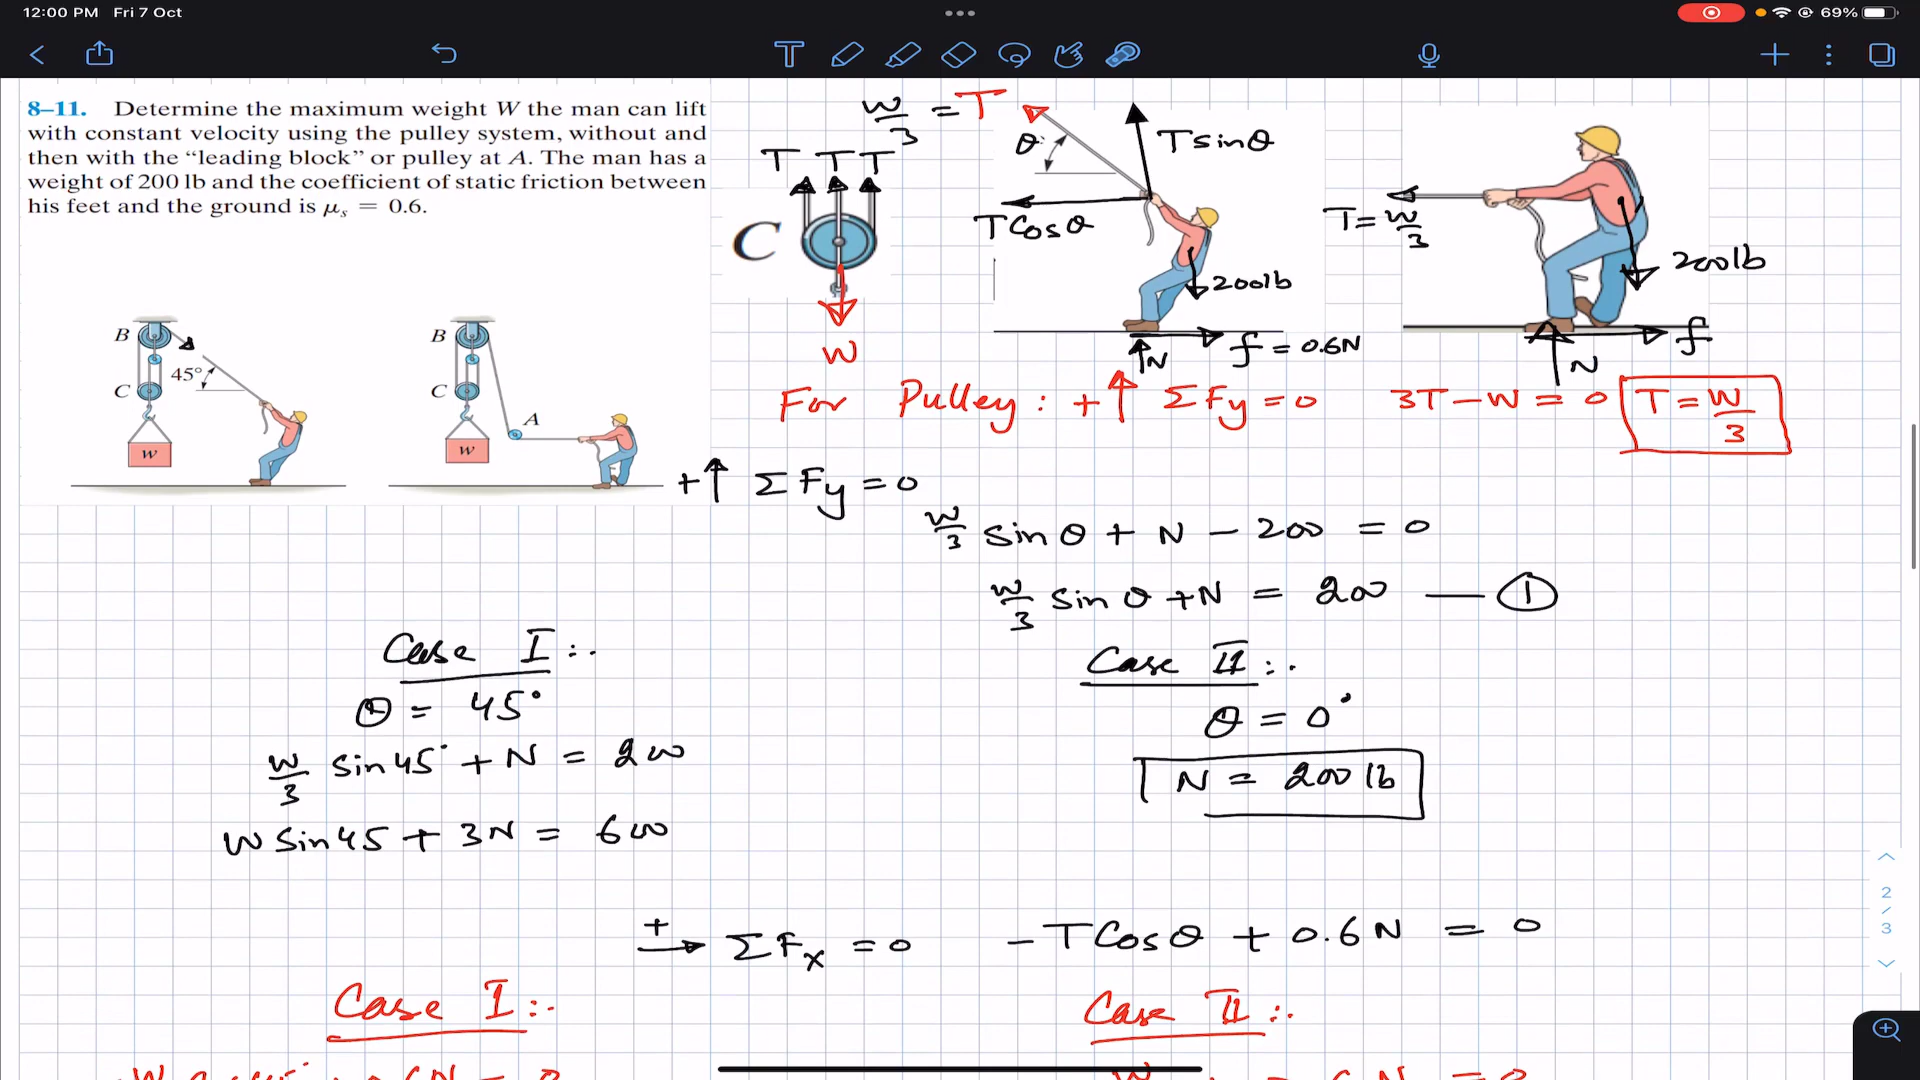 12:00 PM Fri 7 Oct
69%
8–11. Determine the maximum weight W the man can lift
with constant velocity using the pulley system, without and
then with the “leading block” or pulley at A. The man has a
weight of 200 lb and the coefficient of static friction between
his feet and the ground is μs = 0.6.
B
C
45°
W
B
C
A
W
W/3 = T
T T T
C
W
θ
T sinθ
T Cosθ
200lb
N
f = 0.6N
T = W/3
200lb
N
f
For Pulley : + ↑ ΣFy = 0 3T − W = 0 T = W/3
+↑ ΣFy = 0
W/3 sin θ + N − 200 = 0
W/3 sin θ + N = 200 — 1
Case I :.
θ = 45°
W/3 sin 45° + N = 200
W sin 45 + 3N = 600
Case II :.
θ = 0°
N = 200 lb
+→ ΣFx = 0 − T Cosθ + 0.6N = 0
Case I :.
Case II :.
2
/
3